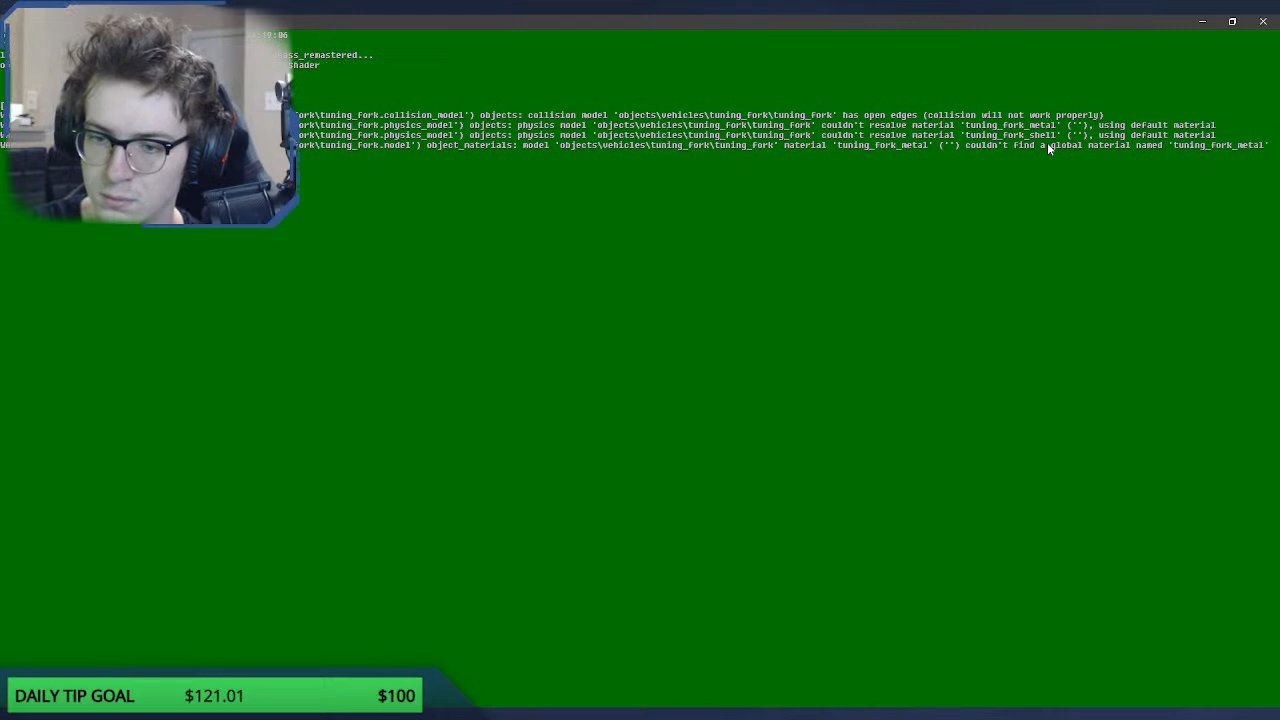 19:06
ass_remastered...
shader
ork\tuning_fork.collision_model') objects: collision model 'objects\vehicles\tuning_fork\tuning_fork' has open edges (collision will not work properly)
ork\tuning_fork.physics_model') objects: physics model 'objects\vehicles\tuning_fork\tuning_fork' couldn't resolve material 'tuning_fork_metal' (''), using default material
ork\tuning_fork.physics_model') objects: physics model 'objects\vehicles\tuning_fork\tuning_fork' couldn't resolve material 'tuning_fork_shell' (''), using default material
ork\tuning_fork.model') object_materials: model 'objects\vehicles\tuning_fork\tuning_fork' material 'tuning_fork_metal' ('') couldn't find a global material named 'tuning_fork_metal'
DAILY TIP GOAL $121.01 $100